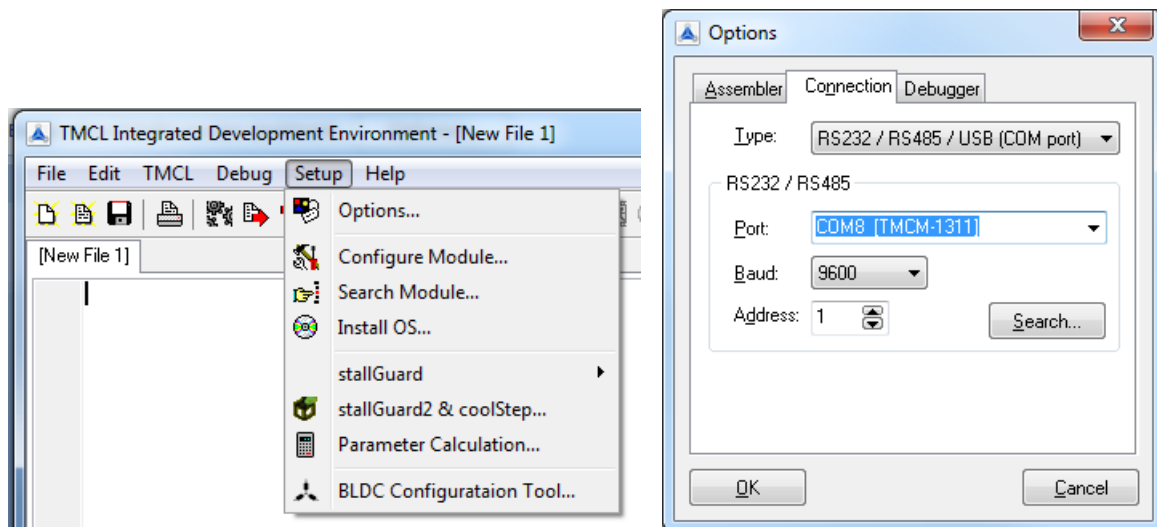 TMCL Integrated Development Environment - [New File 1]
File Edit TMCL Debug Setup Help
[New File 1]
Options...
Configure Module...
Search Module...
Install OS...
stallGuard
stallGuard2 & coolStep...
Parameter Calculation...
BLDC Configurataion Tool...
Options
Assembler Connection Debugger
Type: RS232 / RS485 / USB (COM port)
RS232 / RS485
Port: COM8 [TMCM-1311]
Baud: 9600
Address: 1
Search...
OK Cancel